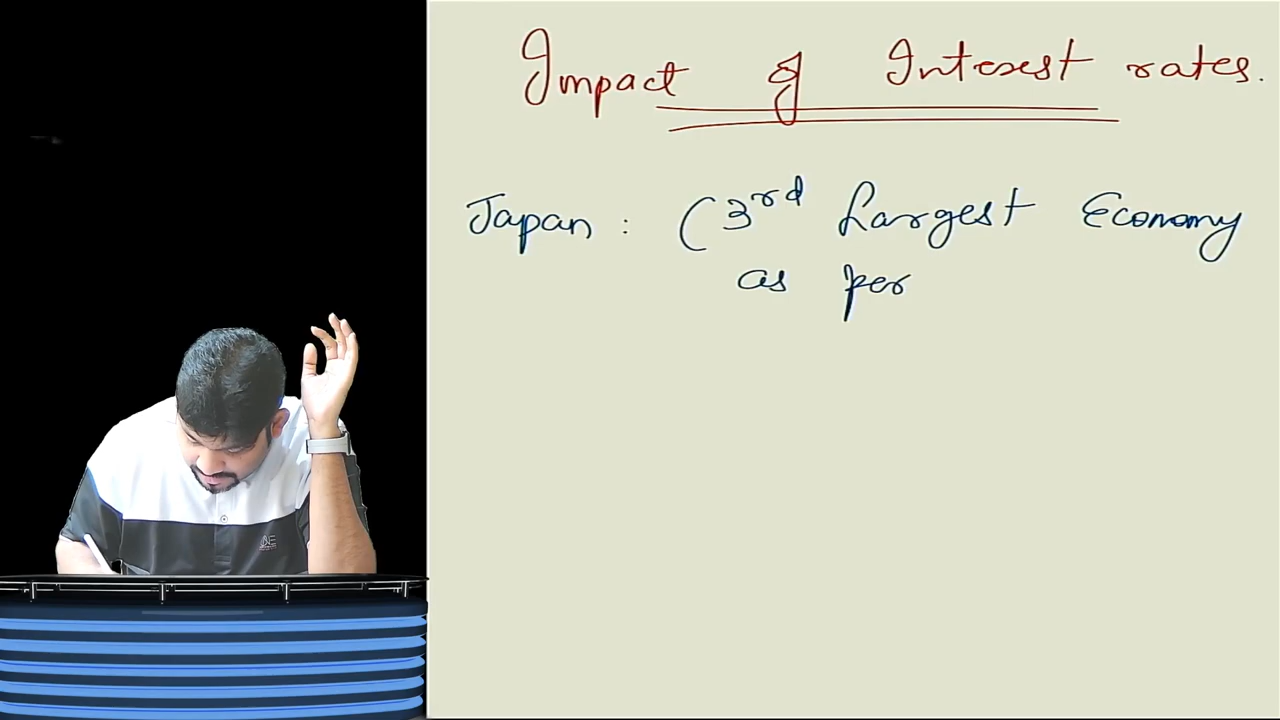 Impact of Interest rates.
Japan : (3rd Largest Economy
as per